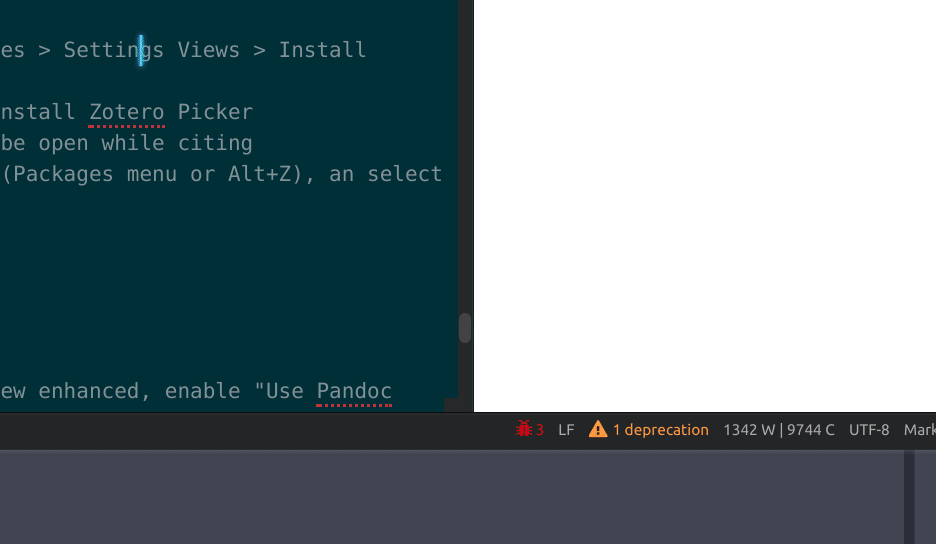 es > Settings Views > Install
nstall Zotero Picker
be open while citing
(Packages menu or Alt+Z), an select
ew enhanced, enable "Use Pandoc
3 LF 1 deprecation 1342 W | 9744 C UTF-8 Mark